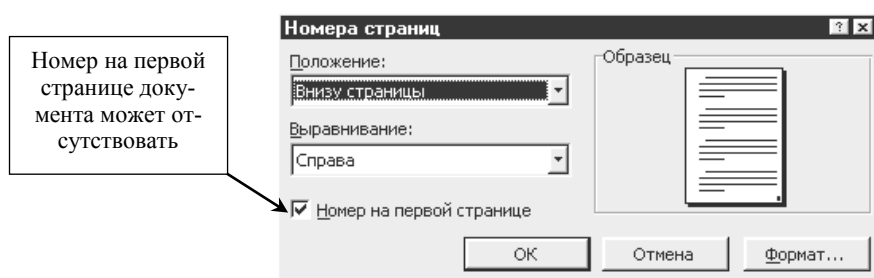 Номер на первой
странице доку-
мента может от-
сутствовать
Номера страниц
Положение:
Внизу страницы
Выравнивание:
Справа
Номер на первой странице
Образец
ОК
Отмена
Формат...